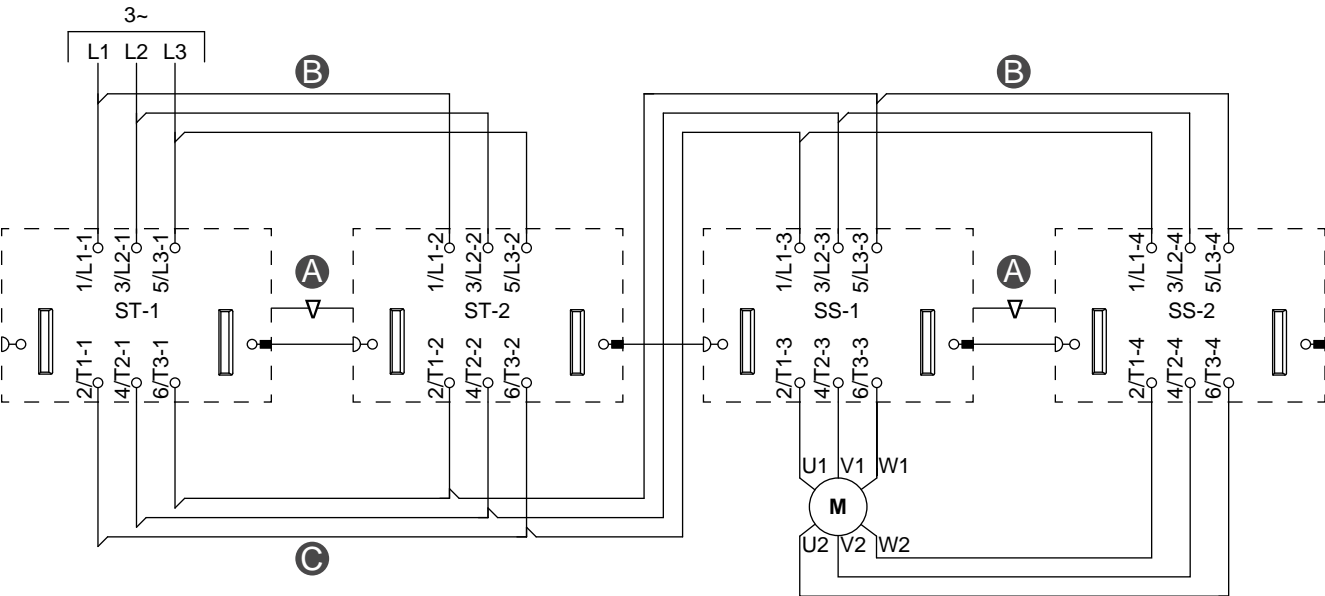 3~
L1 L2 L3
B B
1/L1-1 3/L2-1 5/L3-1 1/L1-2 3/L2-2 5/L3-2 1/L1-3 3/L2-3 5/L3-3 1/L1-4 3/L2-4 5/L3-4
A A
ST-1 ST-2 SS-1 SS-2
2/T1-1 4/T2-1 6/T3-1 2/T1-2 4/T2-2 6/T3-2 2/T1-3 4/T2-3 6/T3-3 2/T1-4 4/T2-4 6/T3-4
U1 V1 W1
M
U2 V2 W2
C